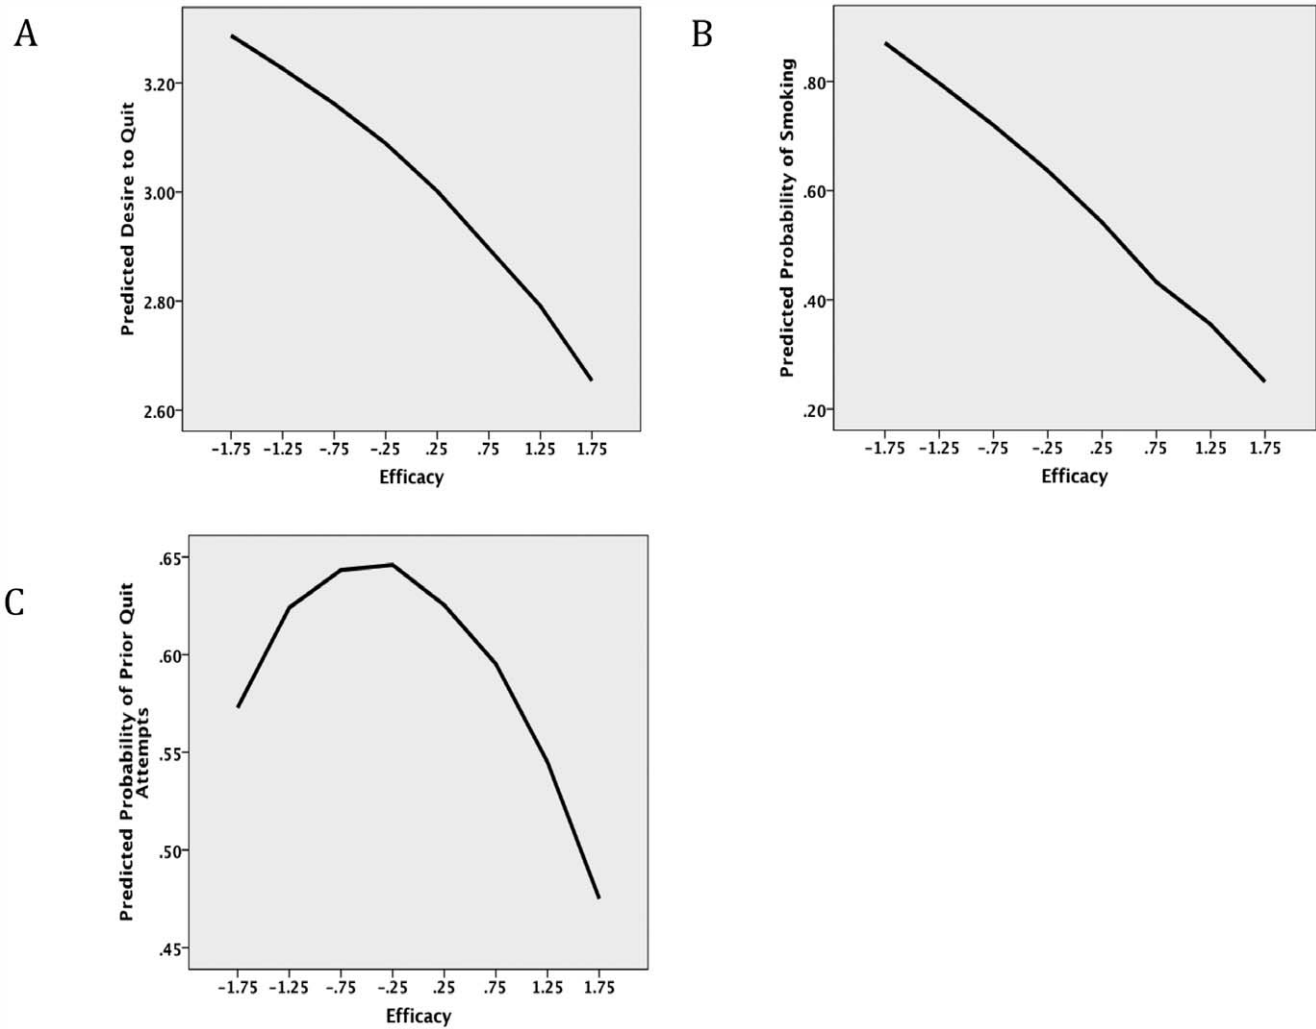 A
Predicted Desire to Quit
3.20
3.00
2.80
2.60
-1.75 -1.25 -.75 -.25 .25 .75 1.25 1.75
Efficacy
B
Predicted Probability of Smoking
.80
.60
.40
.20
-1.75 -1.25 -.75 -.25 .25 .75 1.25 1.75
Efficacy
C
Predicted Probability of Prior Quit
Attempts
.65
.60
.55
.50
.45
-1.75 -1.25 -.75 -.25 .25 .75 1.25 1.75
Efficacy